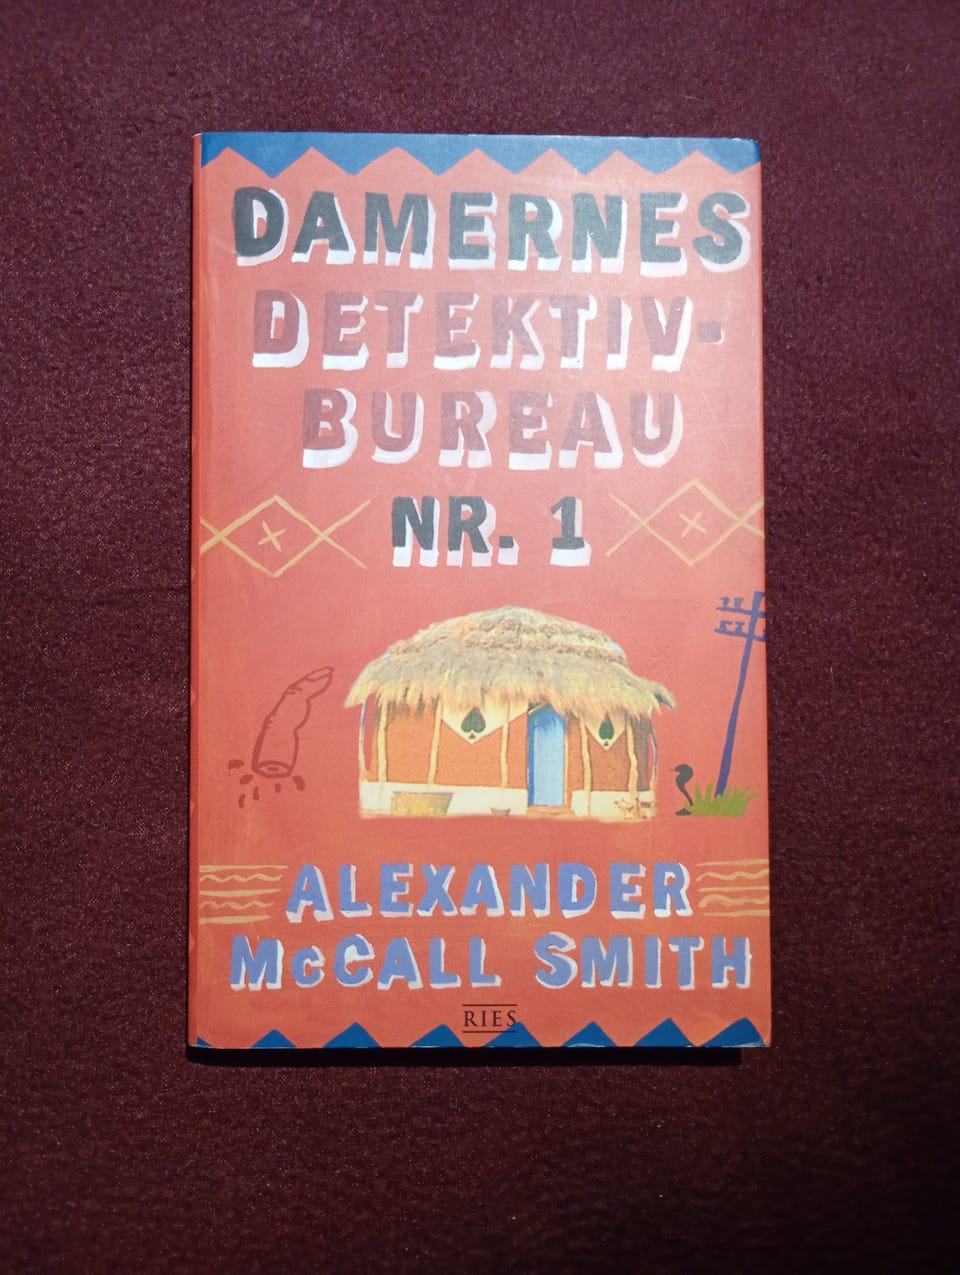 DAMERNES
DETEKTIV-
BUREAU
NR. 1
ALEXANDER
McCALL SMITH
RIES